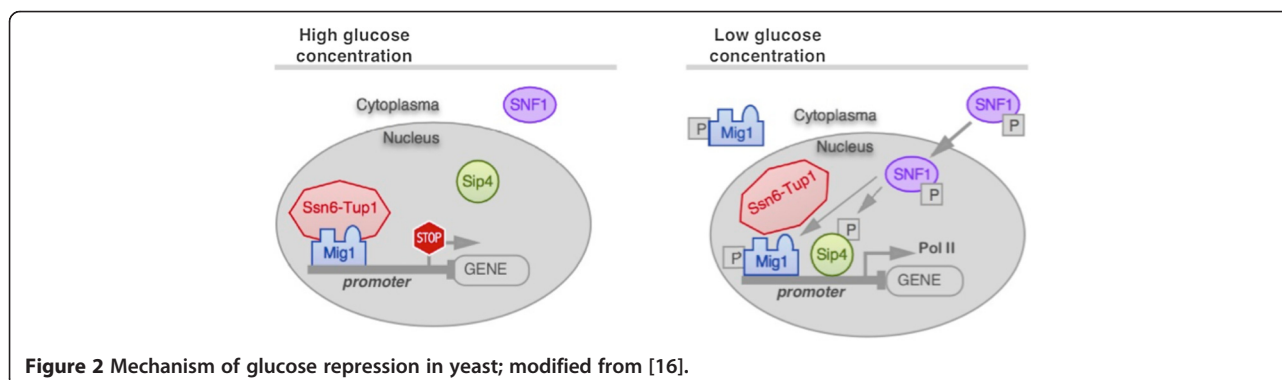 High glucose
concentration
Cytoplasma
SNF1
Nucleus
Sip4
Ssn6-Tup1
STOP
Mig1
GENE
promoter
Low glucose
concentration
SNF1
P
Cytoplasma
P
Mig1
Nucleus
SNF1
P
Ssn6-Tup1
P
P
Mig1
Sip4
Pol II
GENE
promoter
Figure 2 Mechanism of glucose repression in yeast; modified from [16].